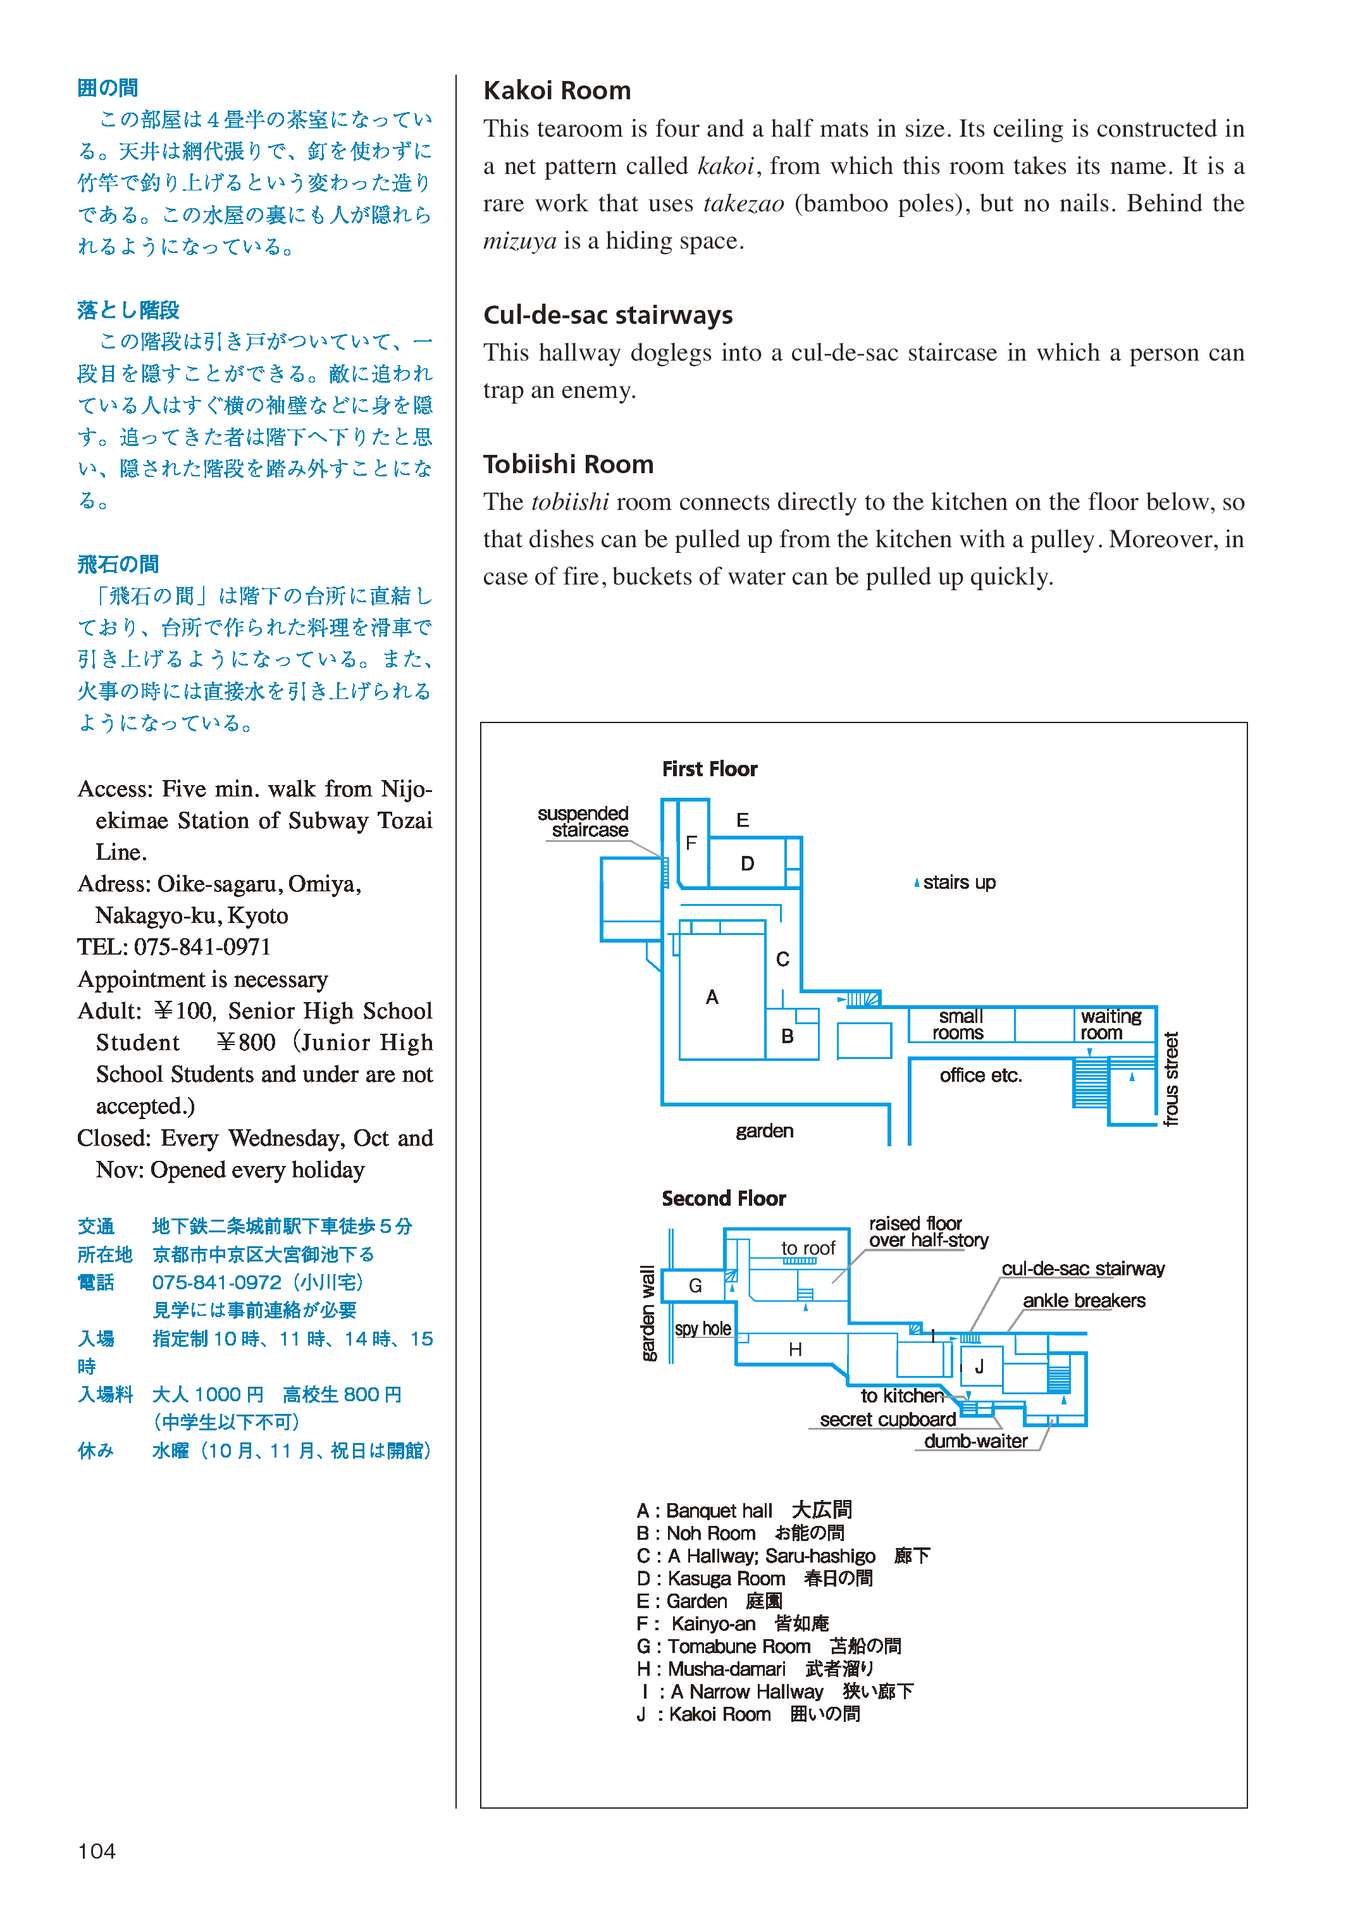 囲の間
この部屋は４畳半の茶室になってい
る。天井は網代張りで、釘を使わずに
竹竿で釣り上げるという変わった造り
である。この水屋の裏にも人が隠れら
れるようになっている。
落とし階段
この階段は引き戸がついていて、一
段目を隠すことができる。敵に追われ
ている人はすぐ横の袖壁などに身を隠
す。追ってきた者は階下へ下りたと思
い、隠された階段を踏み外すことにな
る。
飛石の間
「飛石の間」は階下の台所に直結し
ており、台所で作られた料理を滑車で
引き上げるようになっている。また、
火事の時には直接水を引き上げられる
ようになっている。
Access: Five min. walk from Nijo-
ekimae Station of Subway Tozai
Line.
Adress: Oike-sagaru, Omiya,
Nakagyo-ku, Kyoto
TEL: 075-841-0971
Appointment is necessary
Adult: ￥100, Senior High School
Student ￥800（Junior High
School Students and under are not
accepted.)
Closed: Every Wednesday, Oct and
Nov: Opened every holiday
交通 地下鉄二条城前駅下車徒歩５分
所在地 京都市中京区大宮御池下る
電話 075-841-0972（小川宅）
見学には事前連絡が必要
入場 指定制 10 時、11 時、14 時、15
時
入場料 大人 1000 円 高校生 800 円
（中学生以下不可）
休み 水曜（10 月、11 月、祝日は開館）
Kakoi Room
This tearoom is four and a half mats in size. Its ceiling is constructed in
a net pattern called kakoi, from which this room takes its name. It is a
rare work that uses takezao (bamboo poles), but no nails. Behind the
mizuya is a hiding space.
Cul-de-sac stairways
This hallway doglegs into a cul-de-sac staircase in which a person can
trap an enemy.
Tobiishi Room
The tobiishi room connects directly to the kitchen on the floor below, so
that dishes can be pulled up from the kitchen with a pulley. Moreover, in
case of fire, buckets of water can be pulled up quickly.
First Floor
suspended
staircase
E
F
D
stairs up
C
A
B
small
rooms
waiting
room
office etc.
frous street
garden
Second Floor
raised floor
over half-story
to roof
cul-de-sac stairway
ankle breakers
garden wall
G
spy hole
H
I
J
to kitchen
secret cupboard
dumb-waiter
A : Banquet hall 大広間
B : Noh Room お能の間
C : A Hallway; Saru-hashigo 廊下
D : Kasuga Room 春日の間
E : Garden 庭園
F : Kainyo-an 皆如庵
G : Tomabune Room 苫船の間
H : Musha-damari 武者溜り
I : A Narrow Hallway 狭い廊下
J : Kakoi Room 囲いの間
104